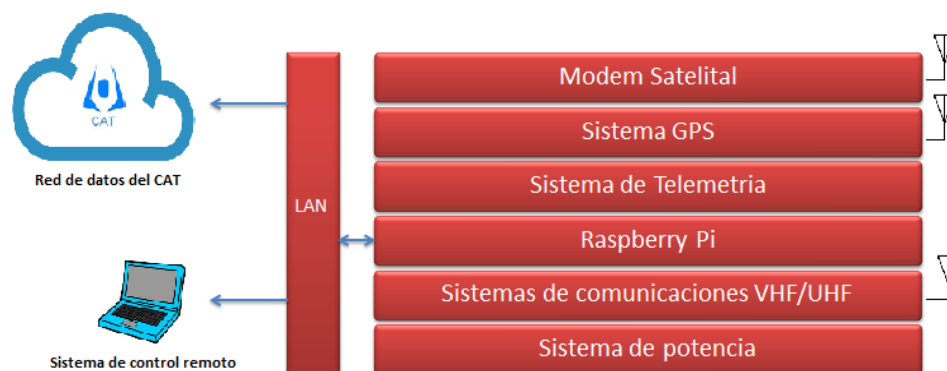 CAT
Red de datos del CAT
Sistema de control remoto
LAN
Modem Satelital
Sistema GPS
Sistema de Telemetria
Raspberry Pi
Sistemas de comunicaciones VHF/UHF
Sistema de potencia